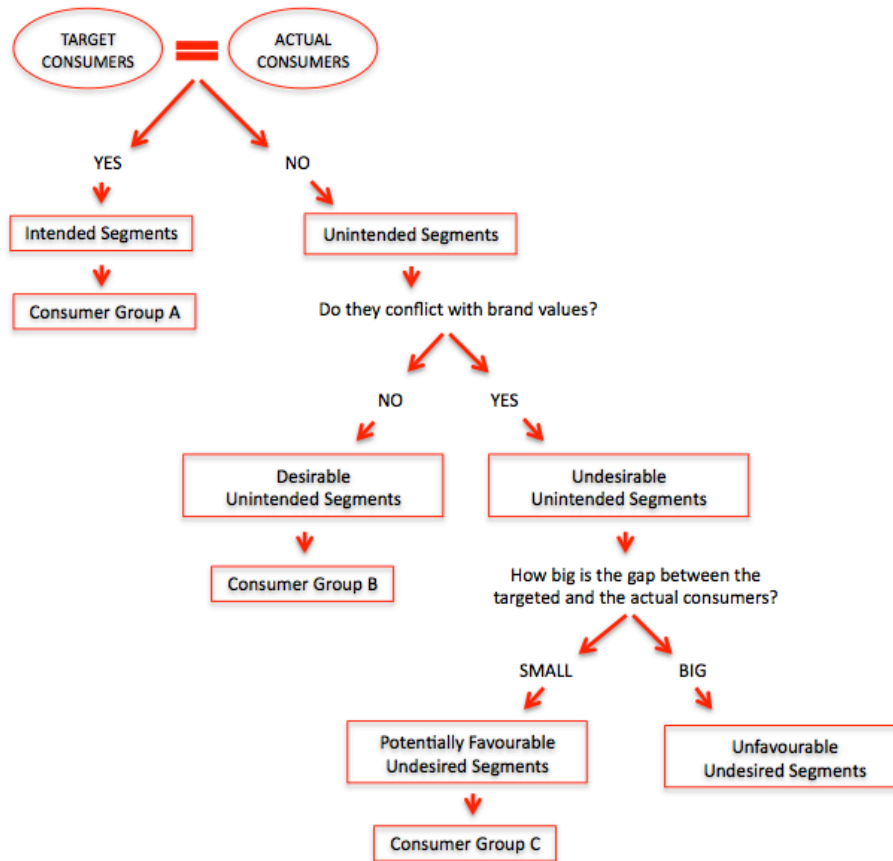 TARGET
CONSUMERS
ACTUAL
CONSUMERS
YES
NO
Intended Segments
Unintended Segments
Consumer Group A
Do they conflict with brand values?
NO
YES
Desirable
Unintended Segments
Undesirable
Unintended Segments
Consumer Group B
How big is the gap between the
targeted and the actual consumers?
SMALL
BIG
Potentially Favourable
Undesired Segments
Unfavourable
Undesired Segments
Consumer Group C